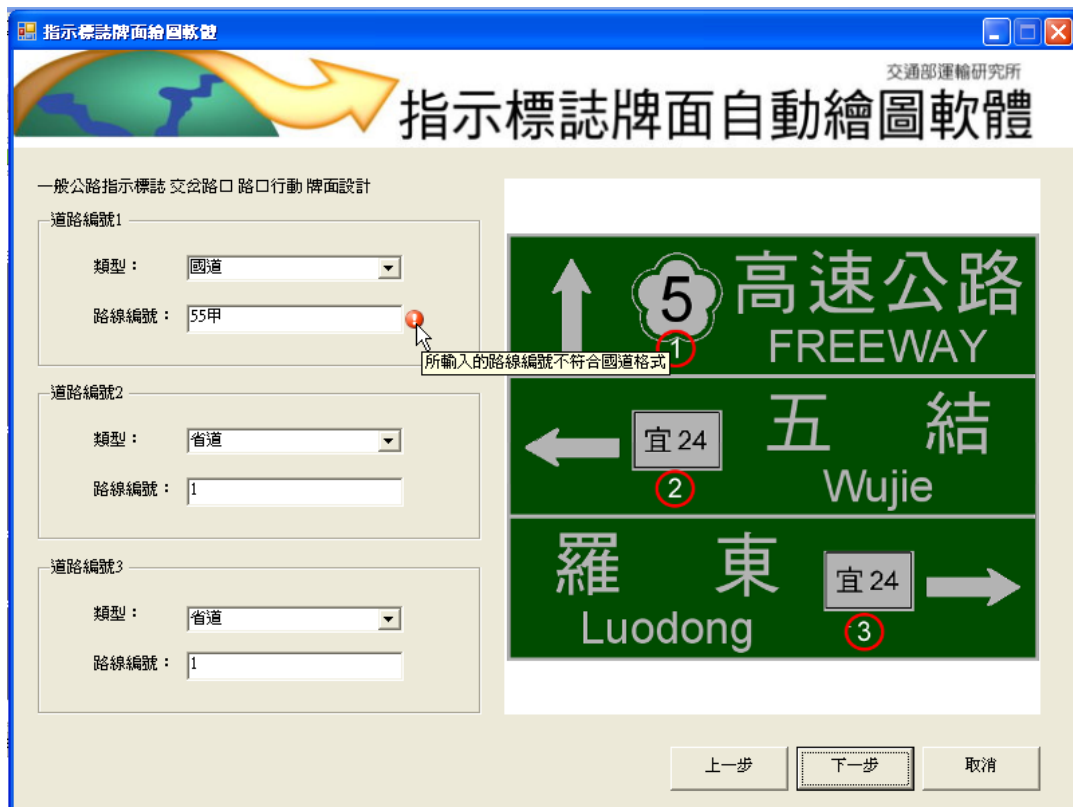 指示標誌牌面繪圖軟體
交通部運輸研究所
指示標誌牌面自動繪圖軟體
一般公路指示標誌 交岔路口 路口行動 牌面設計
道路編號1
類型：
國道
路線編號：
55甲
所輸入的路線編號不符合國道格式
道路編號2
類型：
省道
路線編號：
1
道路編號3
類型：
省道
路線編號：
1
5
高速公路
FREEWAY
1
宜 24
五 結
Wujie
2
羅 東
宜 24
Luodong
3
上一步
下一步
取消